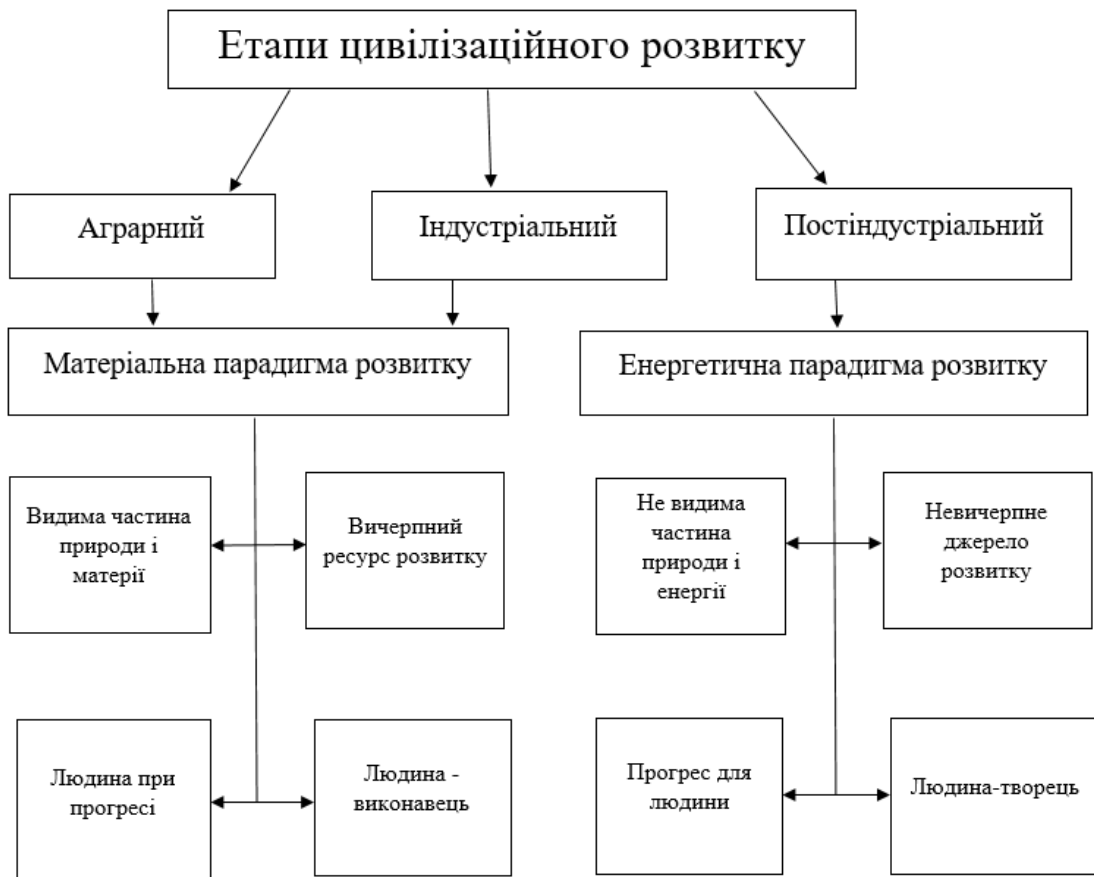 Етапи цивілізаційного розвитку
Аграрний
Індустріальний
Постіндустріальний
Матеріальна парадигма розвитку
Енергетична парадигма розвитку
Видима частина
природи і
матерії
Вичерпний
ресурс розвитку
Не видима
частина
природи і
енергії
Невичерпне
джерело
розвитку
Людина при
прогресі
Людина -
виконавець
Прогрес для
людини
Людина-творець